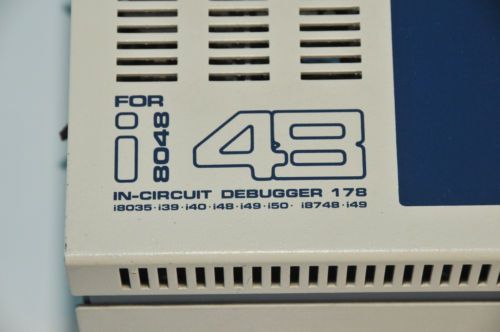 FOR
i 8048 48
IN-CIRCUIT DEBUGGER 178
i8035·i39·i40·i48·i49·i50· i8748·i49